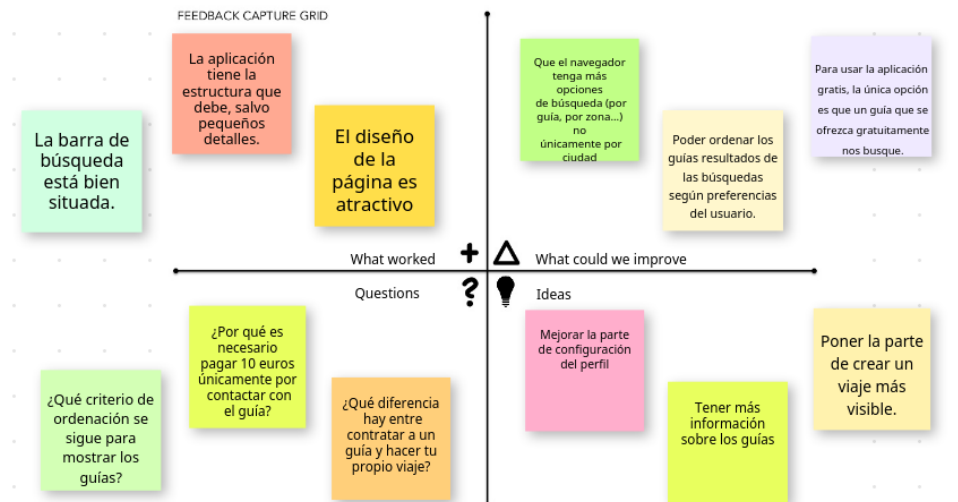 FEEDBACK CAPTURE GRID
La barra de
búsqueda
está bien
situada.
La aplicación
tiene la
estructura que
debe, salvo
pequeños
detalles.
El diseño
de la
página es
atractivo
Que el navegador
tenga más
opciones
de búsqueda (por
guía, por zona...)
no
únicamente por
ciudad
Poder ordenar los
guías resultados de
las búsquedas
según preferencias
del usuario.
Para usar la aplicación
gratis, la única opción
es que un guía que se
ofrezca gratuitamente
nos busque.
What worked
What could we improve
Questions
Ideas
¿Qué criterio de
ordenación se
sigue para
mostrar los
guías?
¿Por qué es
necesario
pagar 10 euros
únicamente por
contactar con
el guía?
¿Qué diferencia
hay entre
contratar a un
guía y hacer tu
propio viaje?
Mejorar la parte
de configuración
del perfil
Tener más
información
sobre los guías
Poner la parte
de crear un
viaje más
visible.